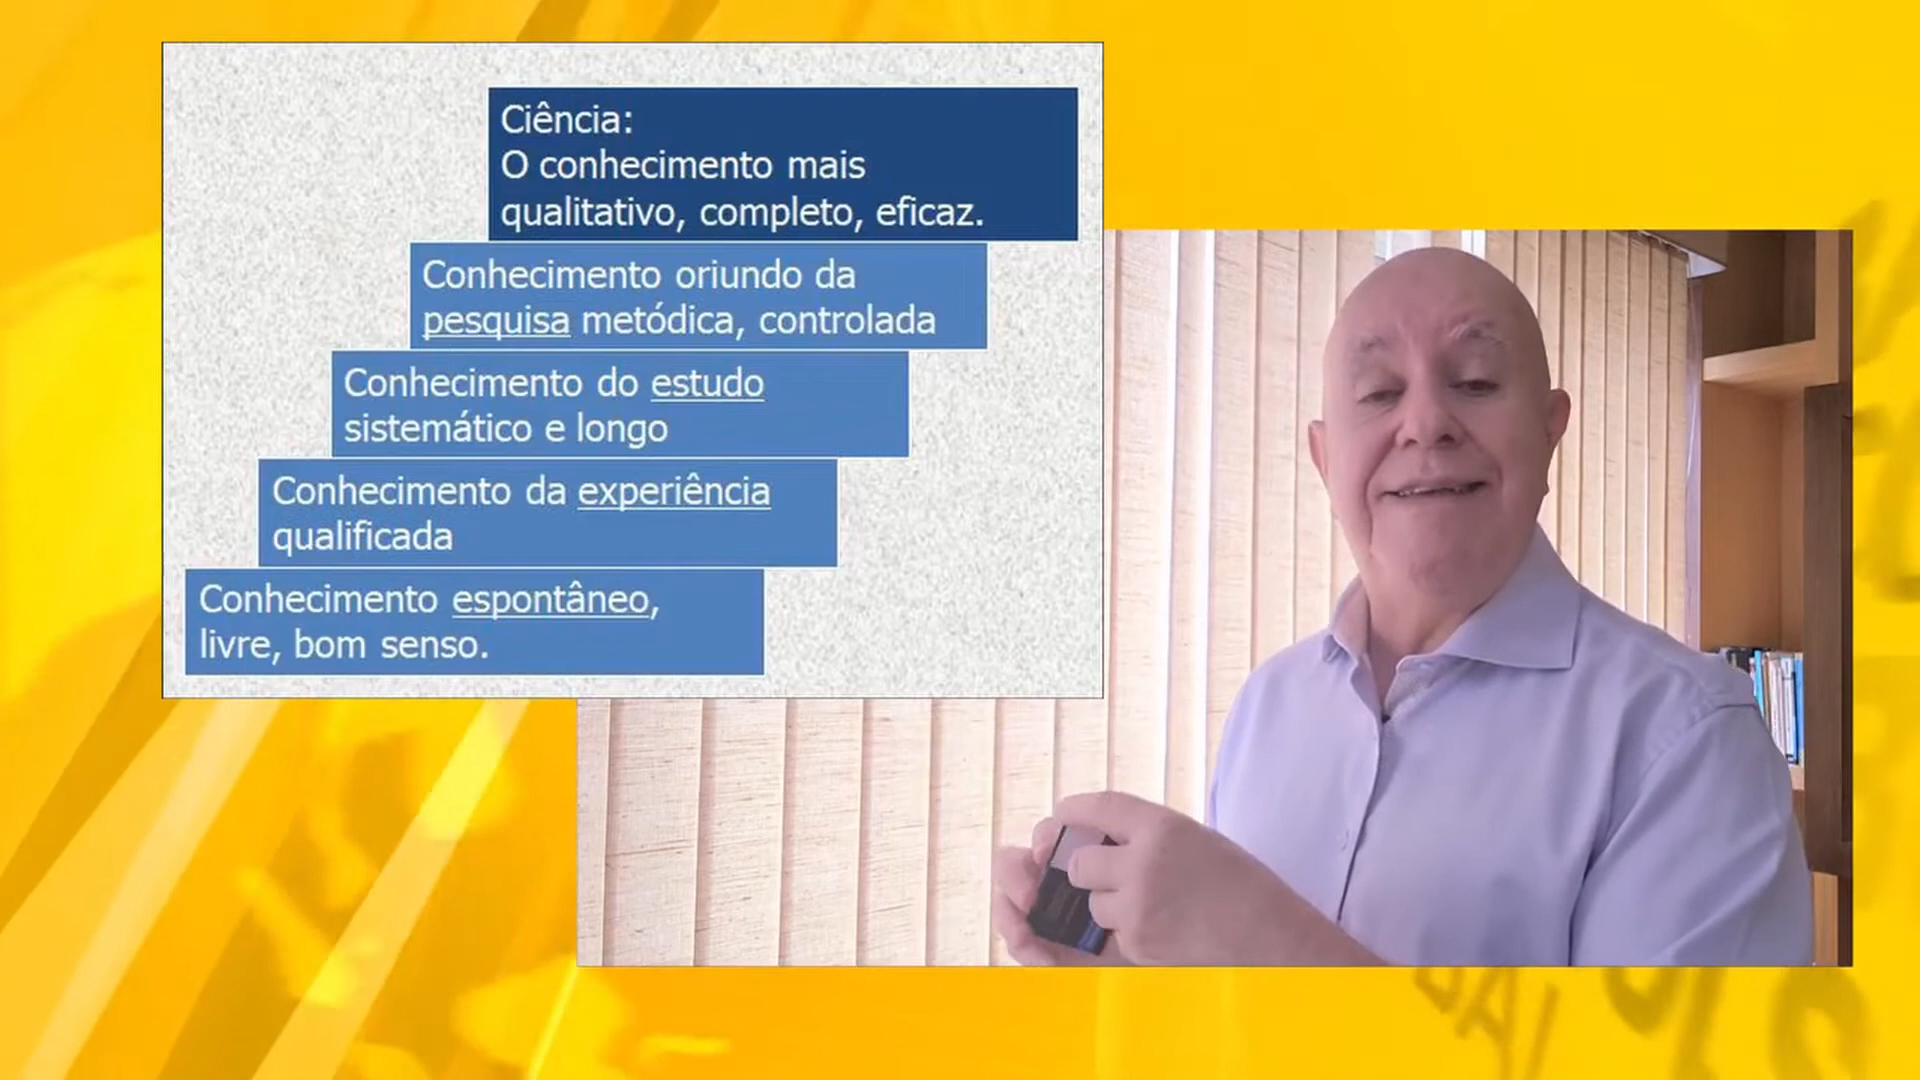 Ciência:
O conhecimento mais
qualitativo, completo, eficaz.
Conhecimento oriundo da
pesquisa metódica, controlada
Conhecimento do estudo
sistemático e longo
Conhecimento da experiência
qualificada
Conhecimento espontâneo,
livre, bom senso.